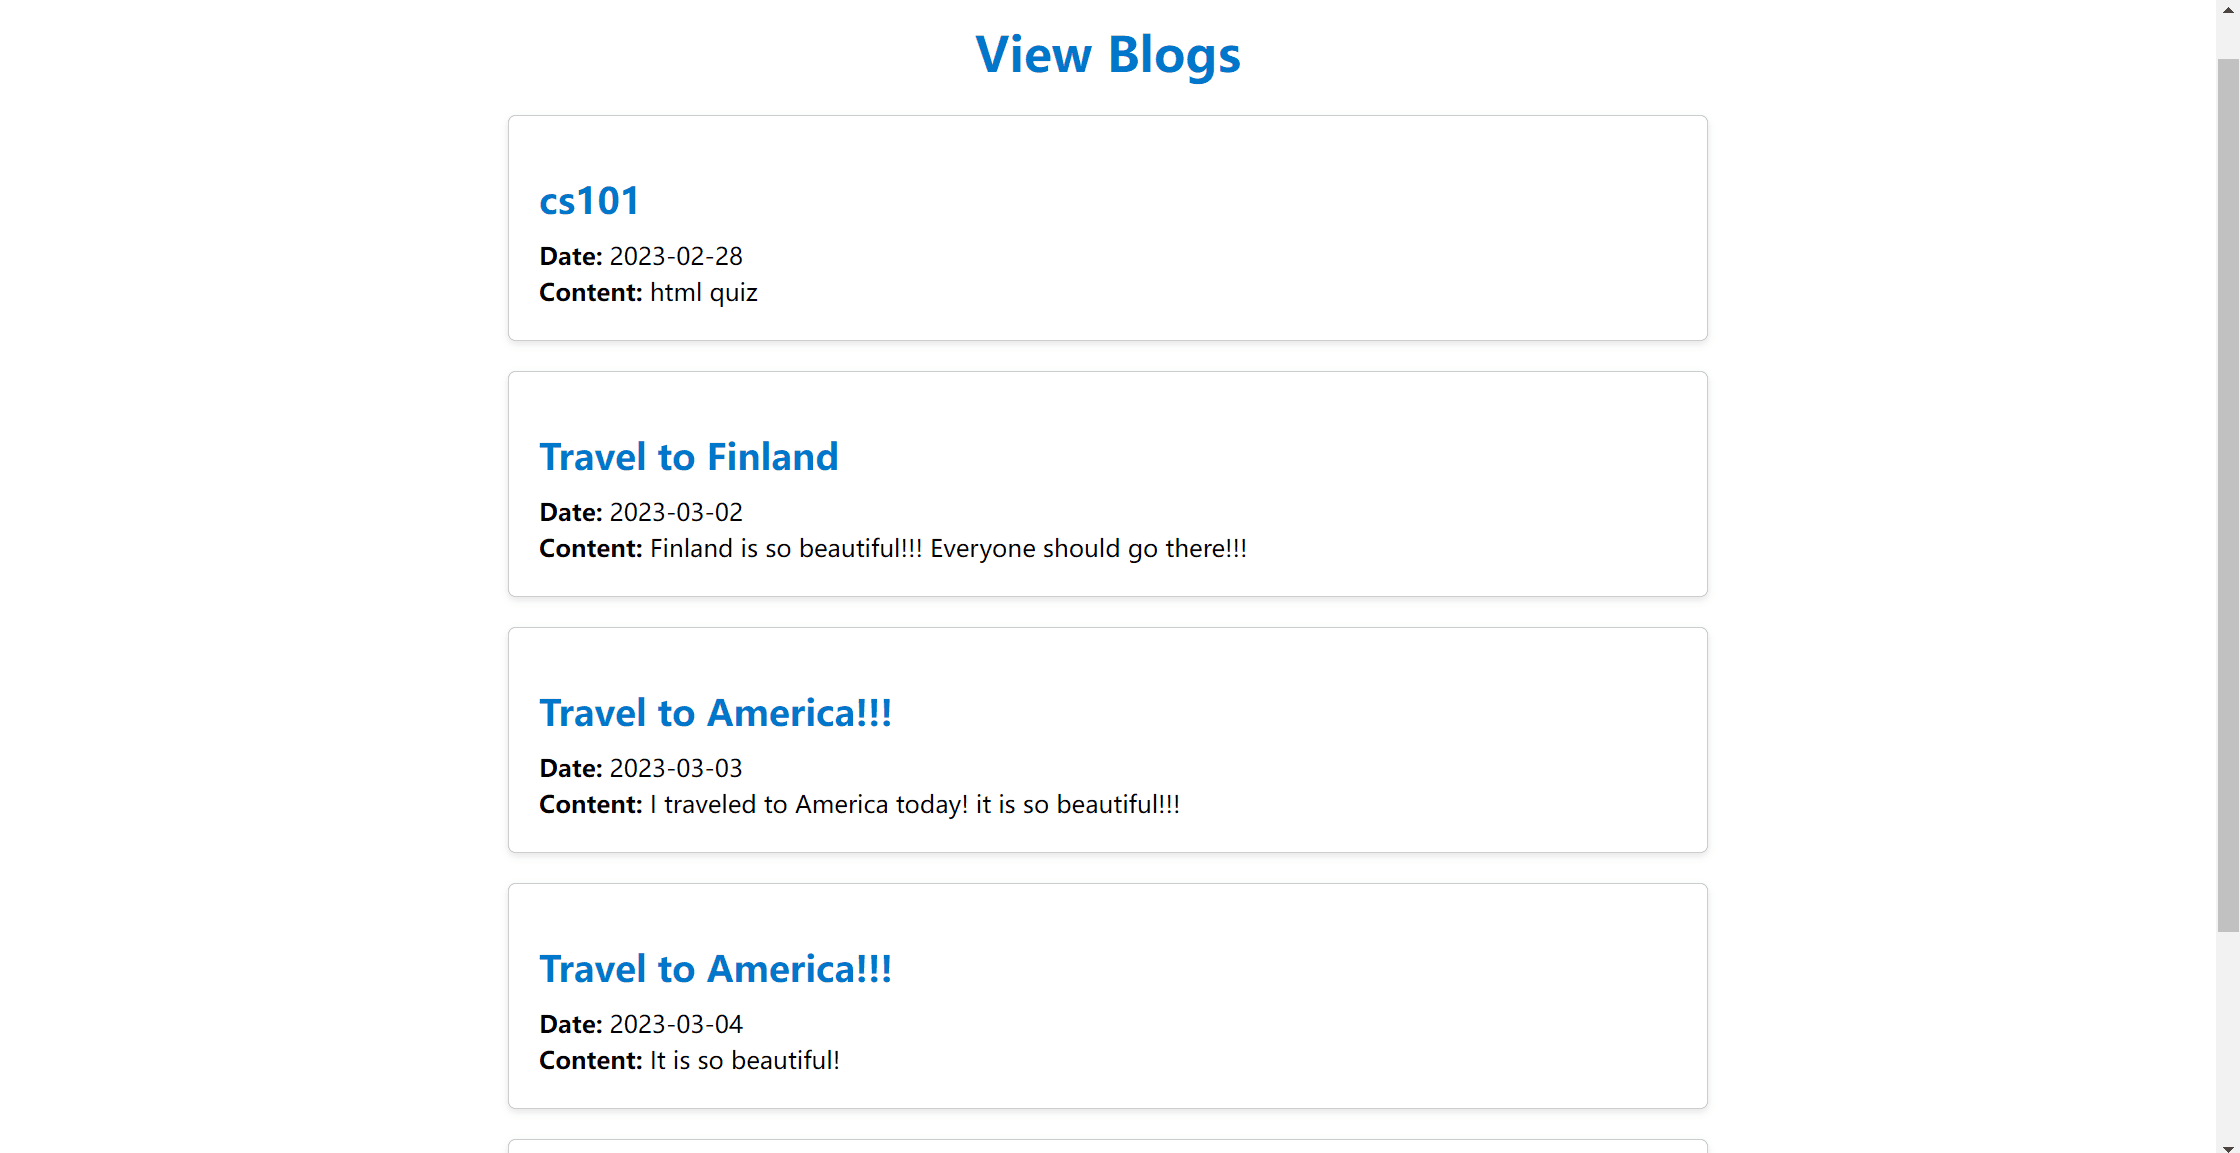 View Blogs
cs101
Date: 2023-02-28
Content: html quiz
Travel to Finland
Date: 2023-03-02
Content: Finland is so beautiful!!! Everyone should go there!!!
Travel to America!!!
Date: 2023-03-03
Content: I traveled to America today! it is so beautiful!!!
Travel to America!!!
Date: 2023-03-04
Content: It is so beautiful!